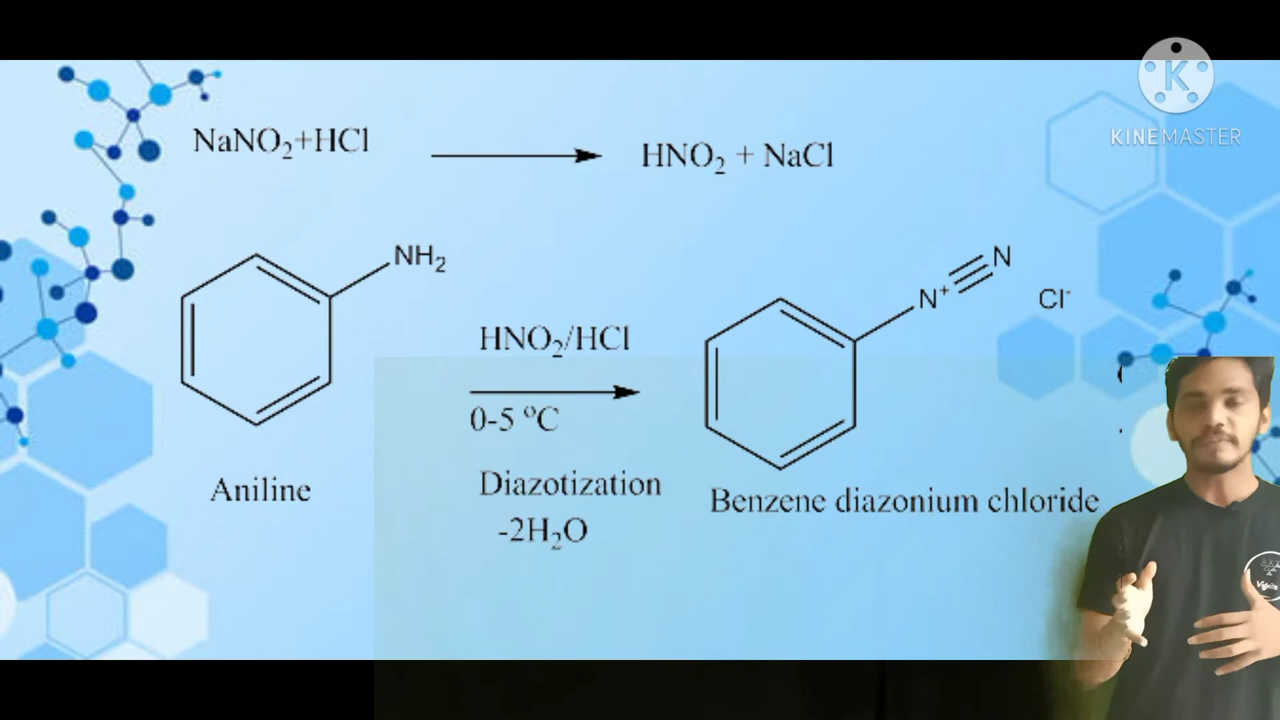 K
KINEMASTER
NaNO₂+HCl
HNO₂ + NaCl
NH₂
N⁺
N
Cl⁻
HNO₂/HCl
0-5 ºC
Diazotization
-2H₂O
Aniline
Benzene diazonium chloride